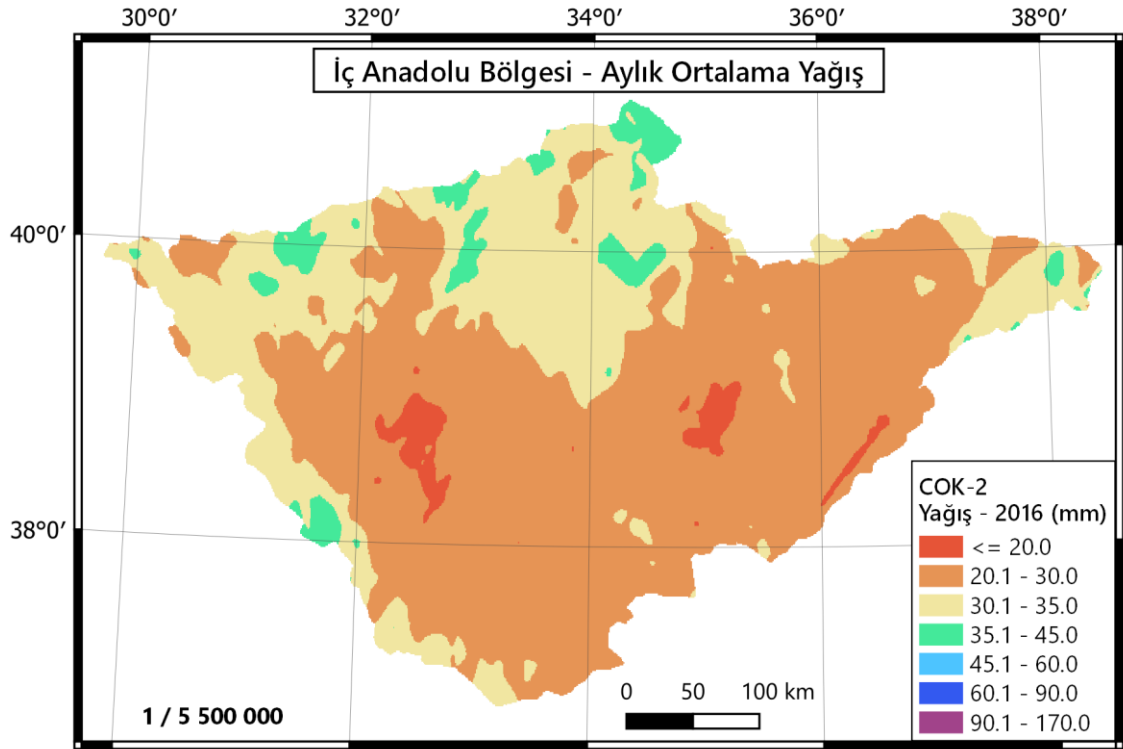 30°0′ 32°0′ 34°0′ 36°0′ 38°0′
İç Anadolu Bölgesi - Aylık Ortalama Yağış
40°0′
38°0′
COK-2
Yağış - 2016 (mm)
<= 20.0
20.1 - 30.0
30.1 - 35.0
35.1 - 45.0
45.1 - 60.0
60.1 - 90.0
90.1 - 170.0
0 50 100 km
1 / 5 500 000